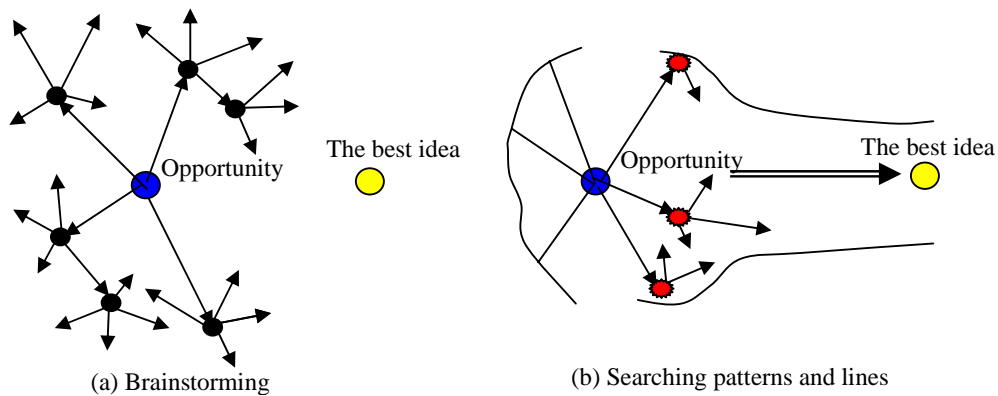 Opportunity
The best idea
(a) Brainstorming
Opportunity
The best idea
(b) Searching patterns and lines